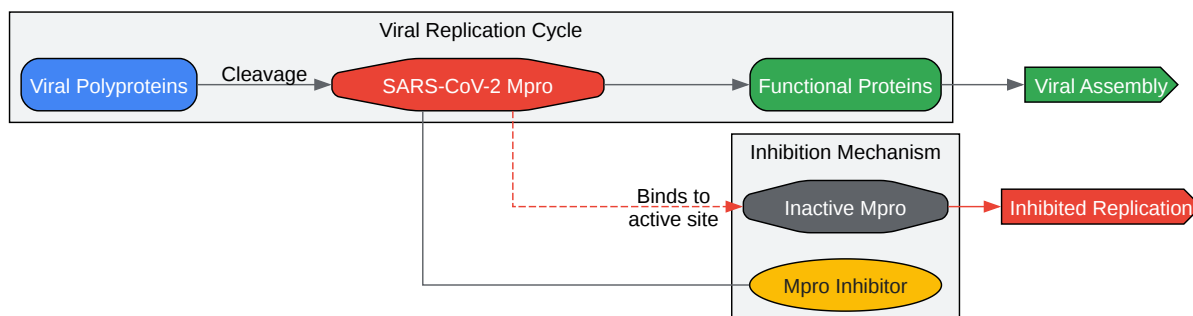 Viral Replication Cycle
Viral Polyproteins
Cleavage
SARS-CoV-2 Mpro
Functional Proteins
Viral Assembly
Inhibition Mechanism
Binds to
active site
Inactive Mpro
Inhibited Replication
Mpro Inhibitor